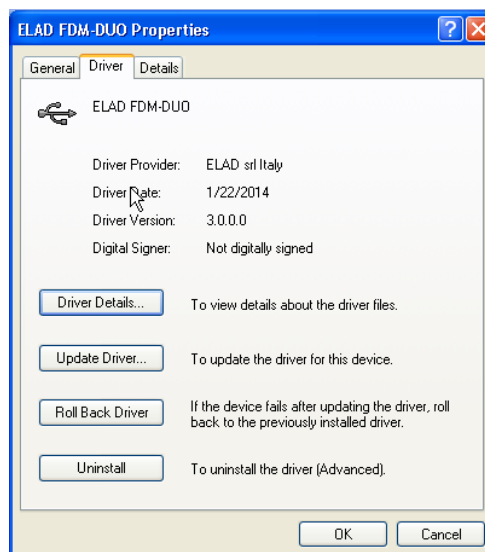 ELAD FDM-DUO Properties
General Driver Details
ELAD FDM-DUO
Driver Provider: ELAD srl Italy
Driver Date: 1/22/2014
Driver Version: 3.0.0.0
Digital Signer: Not digitally signed
Driver Details... To view details about the driver files.
Update Driver... To update the driver for this device.
Roll Back Driver If the device fails after updating the driver, roll
back to the previously installed driver.
Uninstall To uninstall the driver (Advanced).
OK Cancel